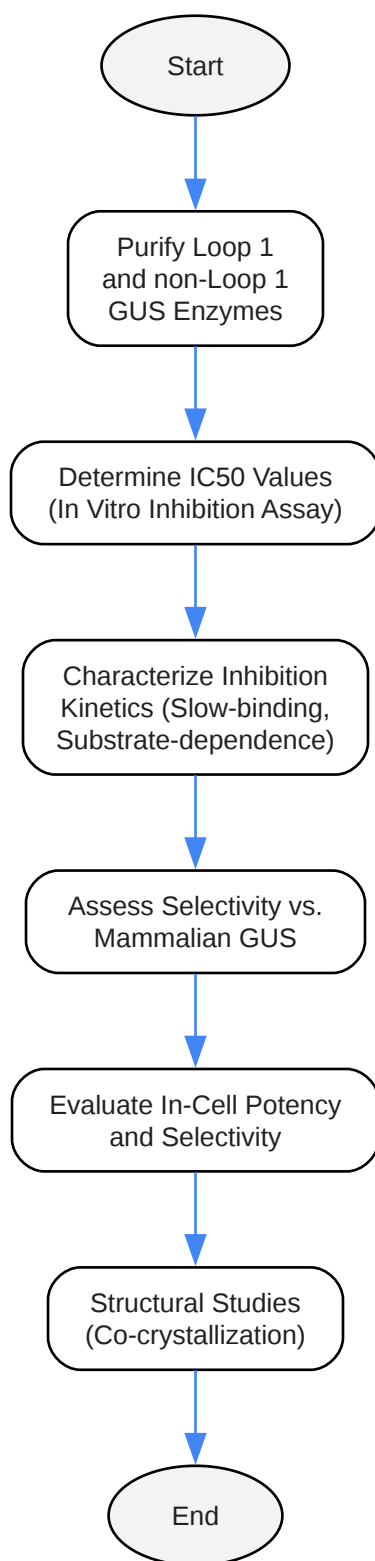 Start
Purify Loop 1
and non-Loop 1
GUS Enzymes
Determine IC50 Values
(In Vitro Inhibition Assay)
Characterize Inhibition
Kinetics (Slow-binding,
Substrate-dependence)
Assess Selectivity vs.
Mammalian GUS
Evaluate In-Cell Potency
and Selectivity
Structural Studies
(Co-crystallization)
End